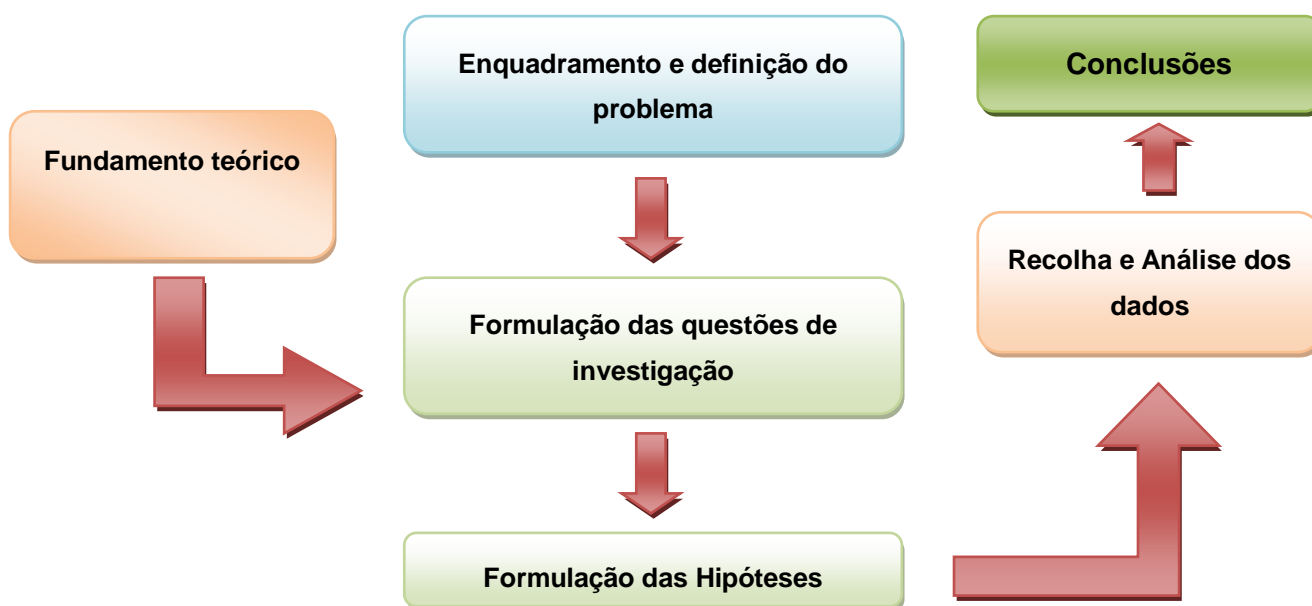 Enquadramento e definição do
problema
Conclusões
Fundamento teórico
Recolha e Análise dos
dados
Formulação das questões de
investigação
Formulação das Hipóteses